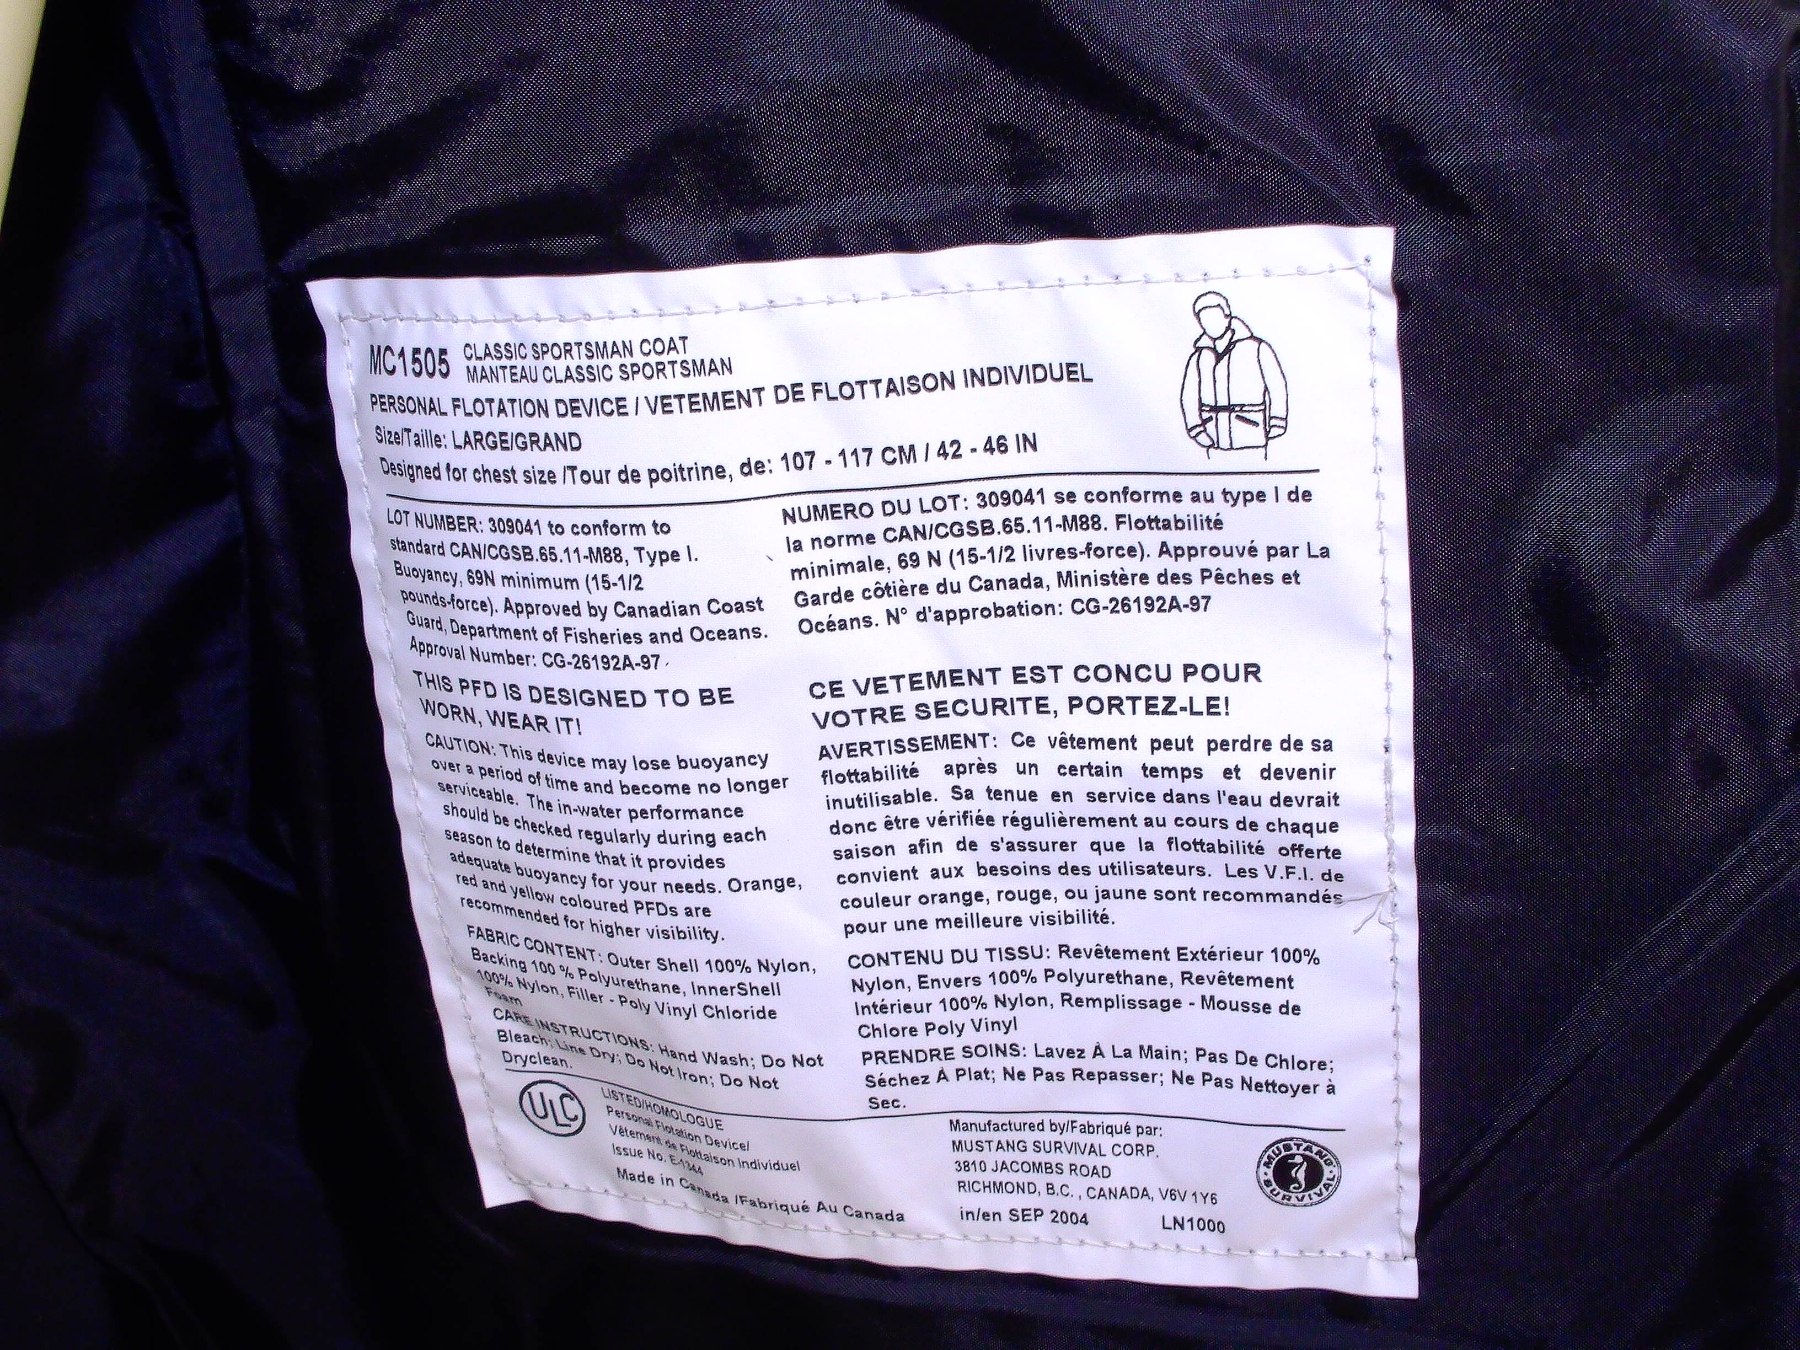 MC1505 CLASSIC SPORTSMAN COAT
MANTEAU CLASSIC SPORTSMAN
PERSONAL FLOTATION DEVICE / VETEMENT DE FLOTTAISON INDIVIDUEL
Size/Taille: LARGE/GRAND
Designed for chest size /Tour de poitrine, de: 107 - 117 CM / 42 - 46 IN
LOT NUMBER: 309041 to conform to
standard CAN/CGSB.65.11-M88, Type I.
Buoyancy, 69N minimum (15-1/2
pounds-force). Approved by Canadian Coast
Guard, Department of Fisheries and Oceans.
Approval Number: CG-26192A-97
THIS PFD IS DESIGNED TO BE
WORN, WEAR IT!
CAUTION: This device may lose buoyancy
over a period of time and become no longer
serviceable. The in-water performance
should be checked regularly during each
season to determine that it provides
adequate buoyancy for your needs. Orange,
red and yellow coloured PFDs are
recommended for higher visibility.
FABRIC CONTENT: Outer Shell 100% Nylon,
Backing 100 % Polyurethane, InnerShell
100% Nylon, Filler - Poly Vinyl Chloride
Foam
CARE INSTRUCTIONS: Hand Wash; Do Not
Bleach; Line Dry; Do Not Iron; Do Not
Dryclean.
NUMERO DU LOT: 309041 se conforme au type I de
la norme CAN/CGSB.65.11-M88. Flottabilité
minimale, 69 N (15-1/2 livres-force). Approuvé par La
Garde côtière du Canada, Ministère des Pêches et
Océans. N° d'approbation: CG-26192A-97
CE VETEMENT EST CONCU POUR
VOTRE SECURITE, PORTEZ-LE!
AVERTISSEMENT: Ce vêtement peut perdre de sa
flottabilité après un certain temps et devenir
inutilisable. Sa tenue en service dans l'eau devrait
donc être vérifiée régulièrement au cours de chaque
saison afin de s'assurer que la flottabilité offerte
convient aux besoins des utilisateurs. Les V.F.I. de
couleur orange, rouge, ou jaune sont recommandés
pour une meilleure visibilité.
CONTENU DU TISSU: Revêtement Extérieur 100%
Nylon, Envers 100% Polyurethane, Revêtement
Intérieur 100% Nylon, Remplissage - Mousse de
Chlore Poly Vinyl
PRENDRE SOINS: Lavez À La Main; Pas De Chlore;
Séchez À Plat; Ne Pas Repasser; Ne Pas Nettoyer à
Sec.
ULC
LISTED/HOMOLOGUE
Personal Flotation Device/
Vêtement de Flottaison Individuel
Issue No. E-1344
Made in Canada /Fabriqué Au Canada
Manufactured by/Fabriqué par:
MUSTANG SURVIVAL CORP.
3810 JACOMBS ROAD
RICHMOND, B.C., CANADA, V6V 1Y6
in/en SEP 2004 LN1000
MUSTANG
SURVIVAL